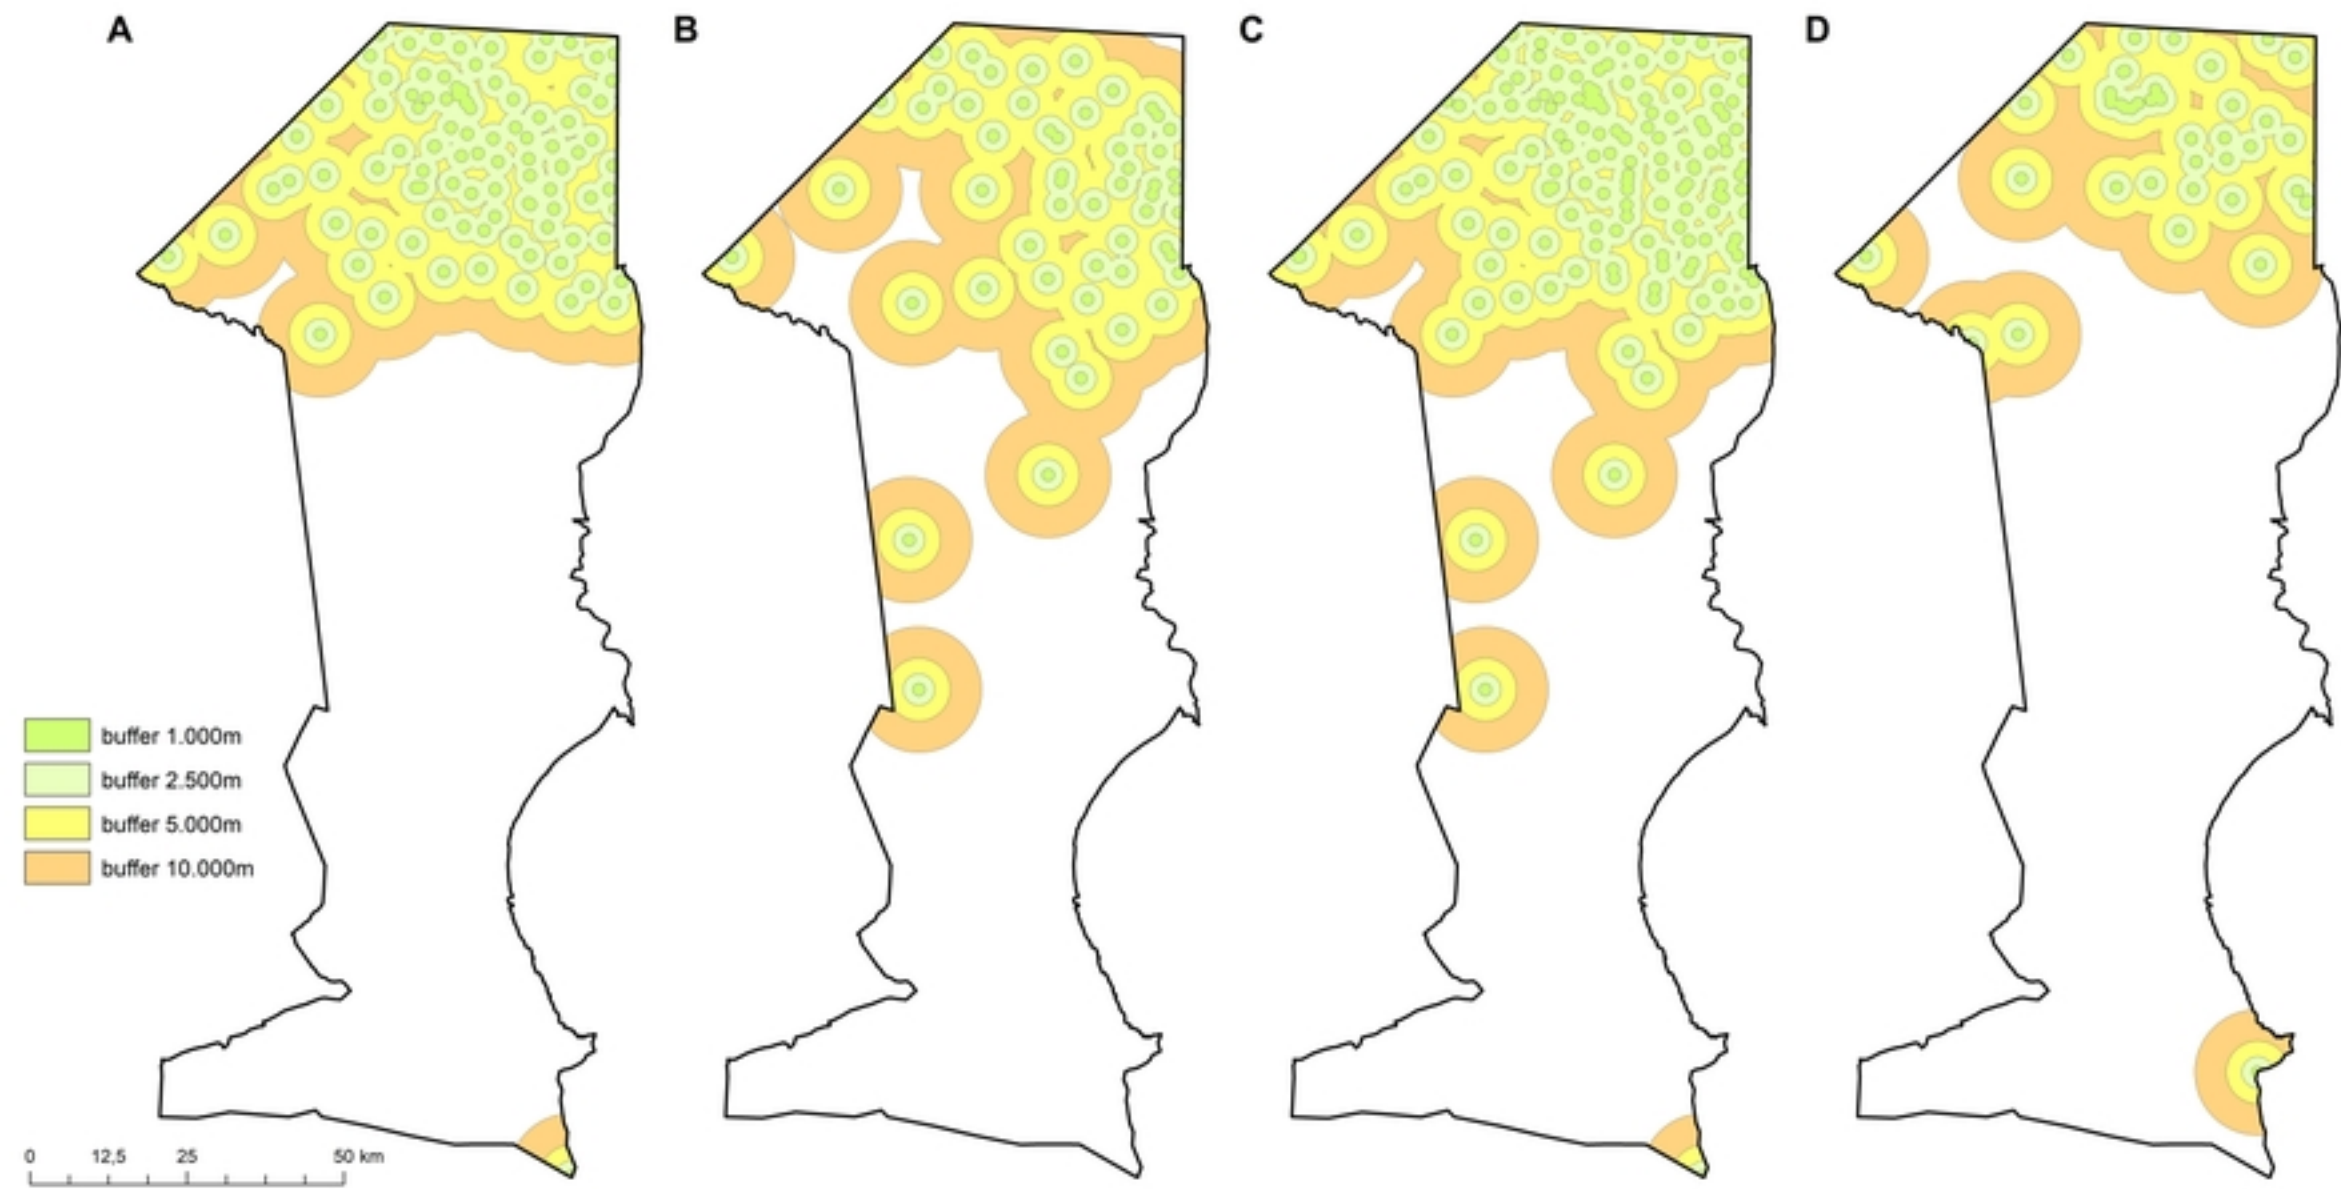 A B C D
buffer 1.000m
buffer 2.500m
buffer 5.000m
buffer 10.000m
0 12,5 25 50 km